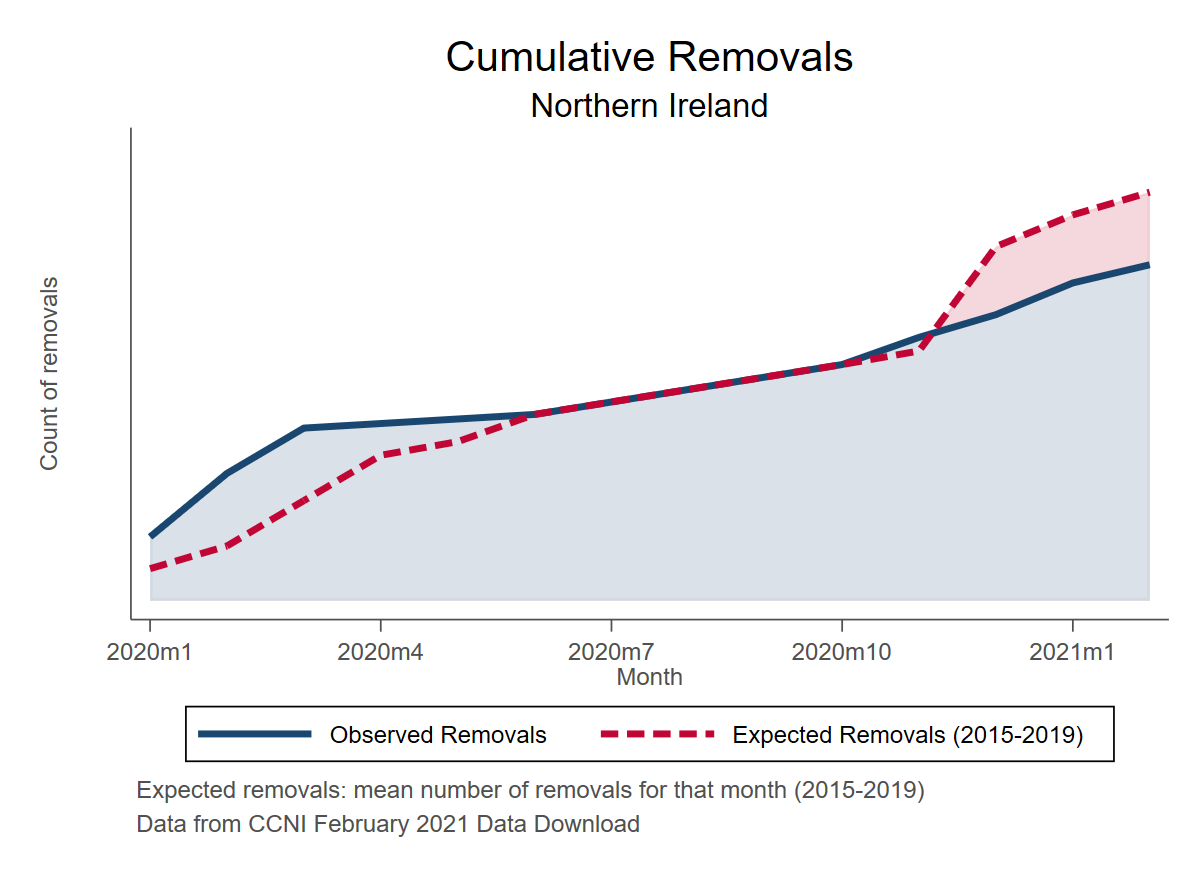 Cumulative Removals
Northern Ireland
Count of removals
2020m1 2020m4 2020m7 2020m10 2021m1
Month
Observed Removals Expected Removals (2015-2019)
Expected removals: mean number of removals for that month (2015-2019)
Data from CCNI February 2021 Data Download